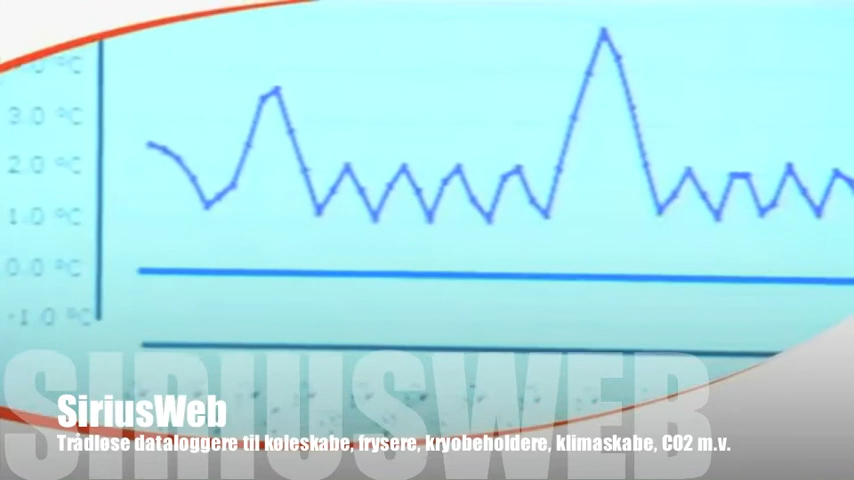 3.0 °C
2.0 °C
1.0 °C
0.0 °C
-1.0 °C
SIRIUSWEB
SiriusWeb
Trådløse dataloggere til køleskabe, frysere, kryobeholdere, klimaskabe, CO2 m.v.